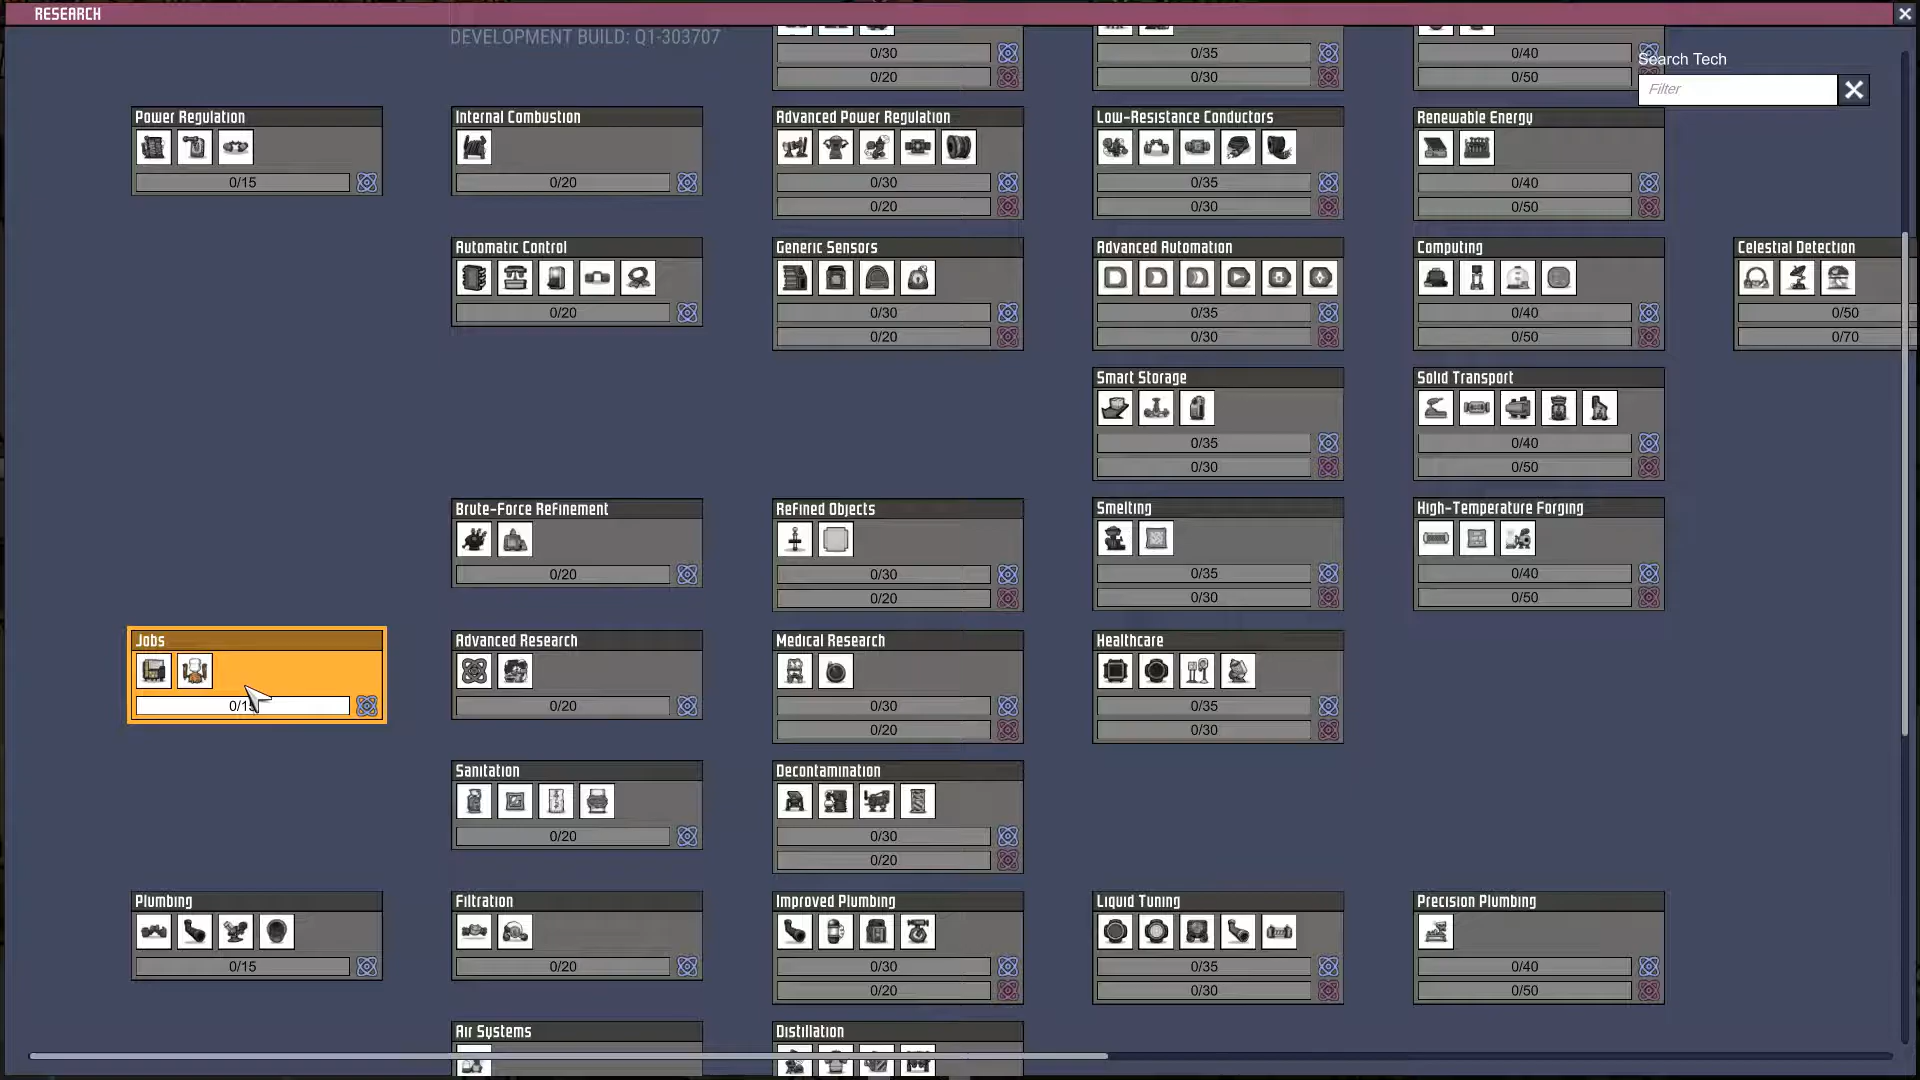 RESEARCH
DEVELOPMENT BUILD: Q1-303707
0/30
0/35
0/40
0/20
0/30
0/50
Search Tech
Filter
Power Regulation
Internal Combustion
Advanced Power Regulation
Low-Resistance Conductors
Renewable Energy
0/15
0/20
0/30
0/35
0/40
0/20
0/30
0/50
Automatic Control
Generic Sensors
Advanced Automation
Computing
Celestial Detection
0/20
0/30
0/35
0/40
0/50
0/20
0/30
0/50
0/70
Smart Storage
Solid Transport
0/35
0/40
0/30
0/50
Brute-Force Refinement
Refined Objects
Smelting
High-Temperature Forging
0/20
0/30
0/35
0/40
0/20
0/30
0/50
Jobs
Advanced Research
Medical Research
Healthcare
0/15
0/20
0/30
0/35
0/20
0/30
Sanitation
Decontamination
0/20
0/30
0/20
Plumbing
Filtration
Improved Plumbing
Liquid Tuning
Precision Plumbing
0/15
0/20
0/30
0/35
0/40
0/20
0/30
0/50
Air Systems
Distillation